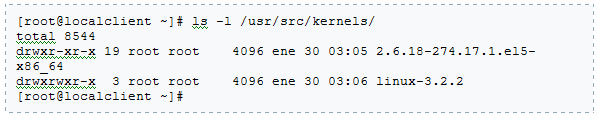 [root@localclient ~]# ls -l /usr/src/kernels/
total 8544
drwxr-xr-x 19 root root    4096 ene 30 03:05 2.6.18-274.17.1.el5-
x86_64
drwxrwxr-x  3 root root    4096 ene 30 03:06 linux-3.2.2
[root@localclient ~]#